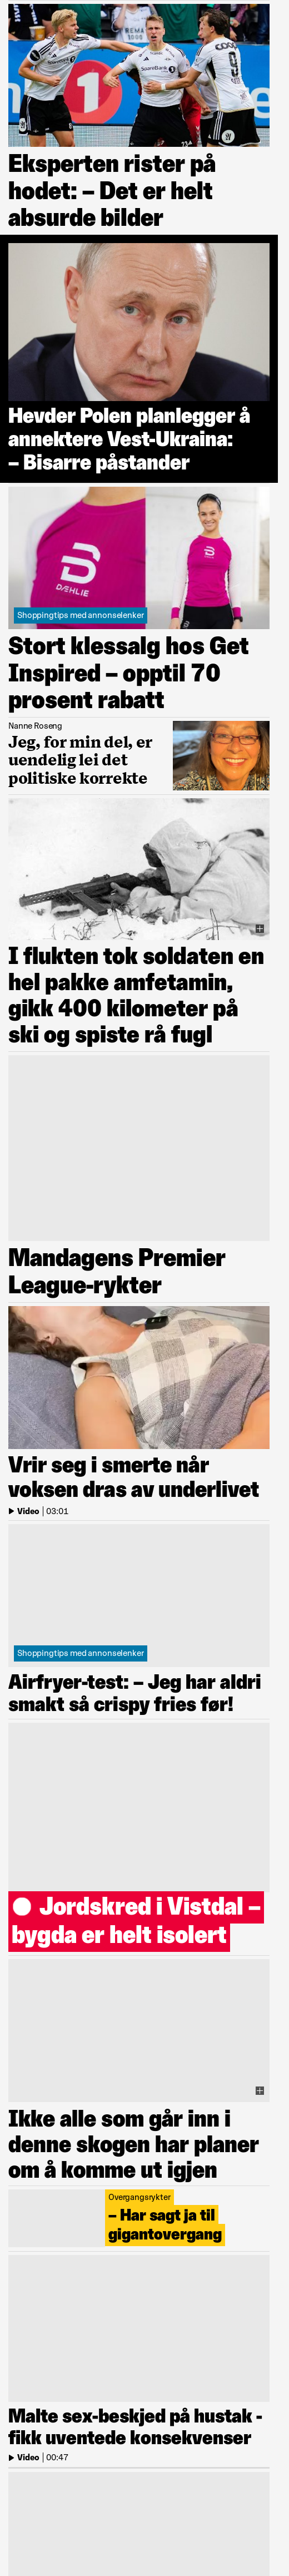 Eksperten rister på
hodet: – Det er helt
absurde bilder
Hevder Polen planlegger å
annektere Vest-Ukraina:
– Bisarre påstander
DÆHLIE
Shoppingtips med annonselenker
Stort klessalg hos Get
Inspired – opptil 70
prosent rabatt
Nanne Roseng
Jeg, for min del, er
uendelig lei det
politiske korrekte
I flukten tok soldaten en
hel pakke amfetamin,
gikk 400 kilometer på
ski og spiste rå fugl
Mandagens Premier
League-rykter
Vrir seg i smerte når
voksen dras av underlivet
Video | 03:01
Shoppingtips med annonselenker
Airfryer-test: – Jeg har aldri
smakt så crispy fries før!
Jordskred i Vistdal –
bygda er helt isolert
Ikke alle som går inn i
denne skogen har planer
om å komme ut igjen
Overgangsrykter
– Har sagt ja til
gigantovergang
Malte sex-beskjed på hustak -
fikk uventede konsekvenser
Video | 00:47